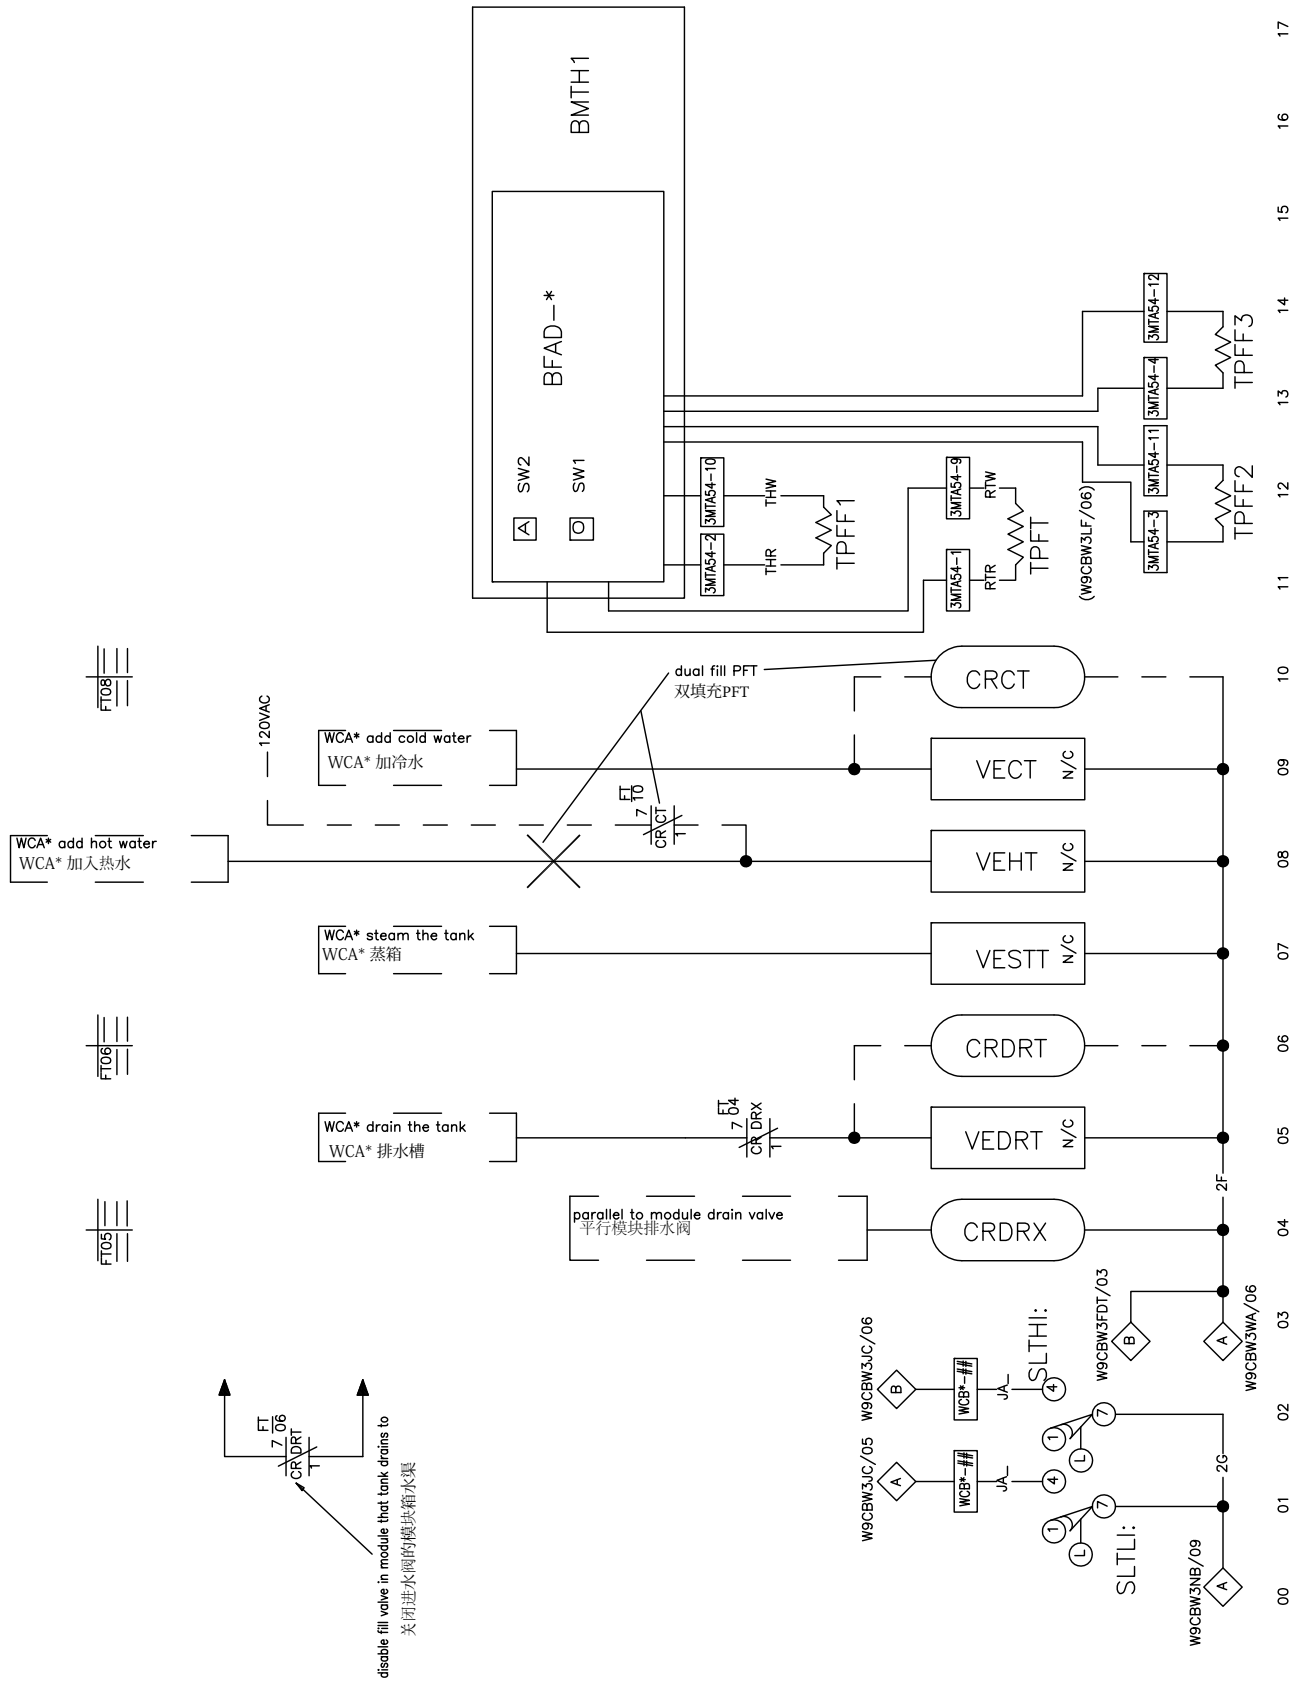 BMTH1
BFAD-*
A
SW2
O
SW1
3MTA54-10
THW
3MTA54-2
THR
TPFF1
3MTA54-9
RTW
3MTA54-1
RTR
TPFT
(W9CBW3LF/06)
3MTA54-12
3MTA54-4
TPFF3
3MTA54-11
3MTA54-3
TPFF2
FT08
120VAC
dual fill PFT
双填充PFT
CRCT
WCA* add cold water
WCA* 加冷水
VECT
N/C
FT
7 10
CR CT
1
WCA* add hot water
WCA* 加入热水
VEHT
N/C
WCA* steam the tank
WCA* 蒸箱
VESTT
N/C
FT06
CRDRT
FT
7 04
CR DRX
1
WCA* drain the tank
WCA* 排水槽
VEDRT
N/C
2F
FT05
parallel to module drain valve
平行模块排水阀
CRDRX
W9CBW3FDT/03
B
A
W9CBW3WA/06
W9CBW3JC/06
B
WCB*-##
JA_
4
SLTHI:
1
L
7
W9CBW3JC/05
A
WCB*-##
JA_
4
1
L
7
SLTLI:
2G
W9CBW3NB/09
A
FT
7 06
CR DRT
1
disable fill valve in module that tank drains to
关闭进水阀的模块箱水渠
17
16
15
14
13
12
11
10
09
08
07
06
05
04
03
02
01
00